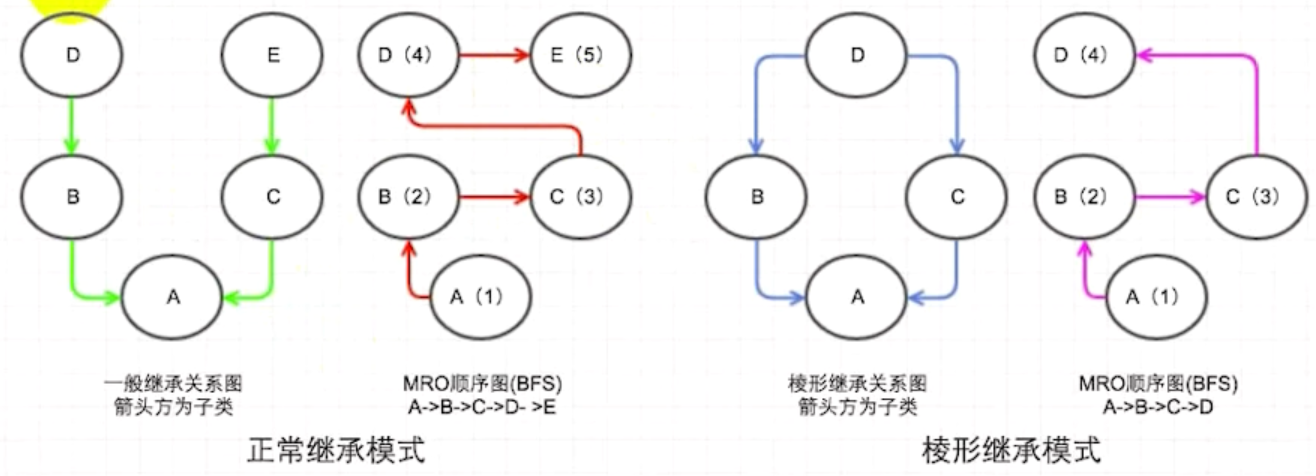 D
E
D（4）
E（5）
D
D（4）
B
C
B（2）
C（3）
B
C
B（2）
C（3）
A
A（1）
A
A（1）
一般继承关系图
箭头方为子类
MRO顺序图(BFS)
A->B->C->D- >E
棱形继承关系图
箭头方为子类
MRO顺序图(BFS)
A->B->C->D
正常继承模式
棱形继承模式